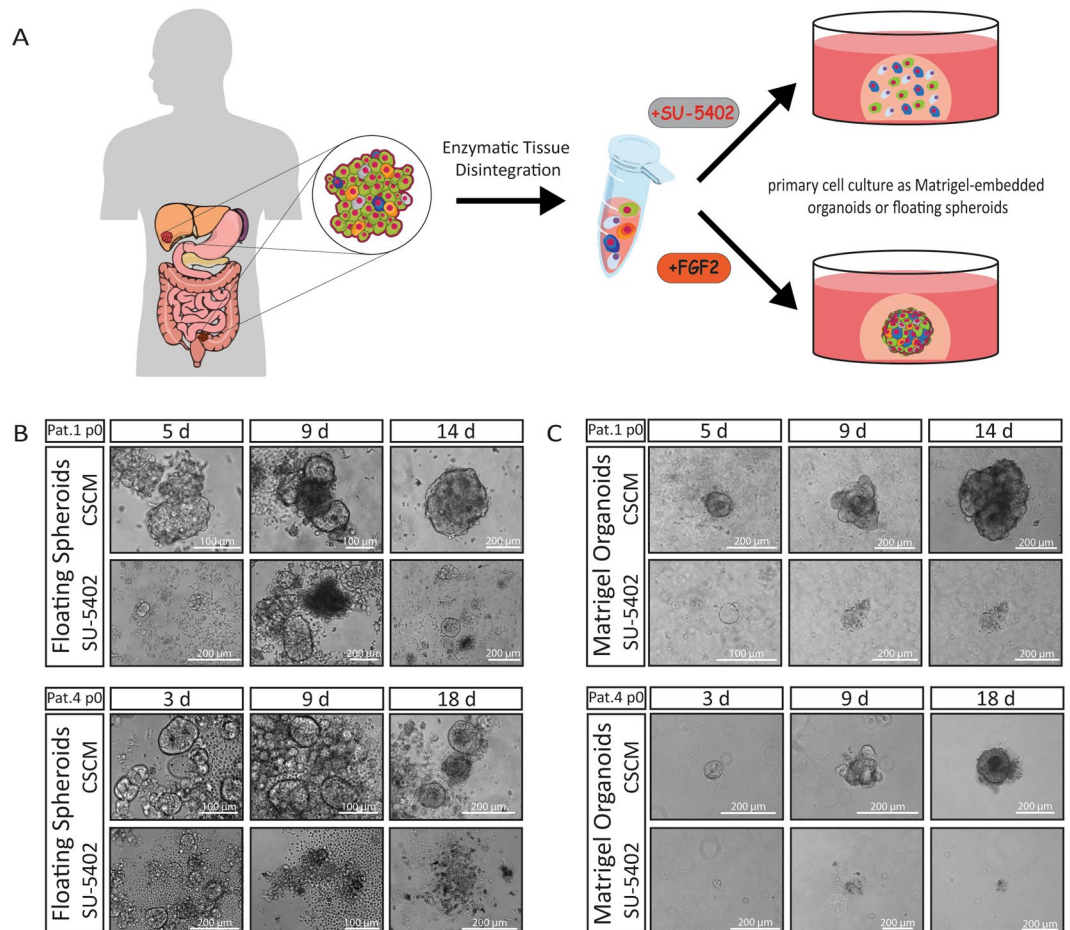 A
Enzymatic Tissue
Disintegration
+SU-5402
+FGF2
primary cell culture as Matrigel-embedded
organoids or floating spheroids
B
Pat.1 p0 5 d 9 d 14 d
Floating Spheroids
CSCM
100 µm 100 µm 200 µm
SU-5402
200 µm 200 µm 200 µm
Pat.4 p0 3 d 9 d 18 d
Floating Spheroids
CSCM
100 µm 100 µm 200 µm
SU-5402
200 µm 100 µm 200 µm
C
Pat.1 p0 5 d 9 d 14 d
Matrigel Organoids
CSCM
200 µm 200 µm 200 µm
SU-5402
100 µm 200 µm 200 µm
Pat.4 p0 3 d 9 d 18 d
Matrigel Organoids
CSCM
200 µm 200 µm 200 µm
SU-5402
200 µm 200 µm 200 µm